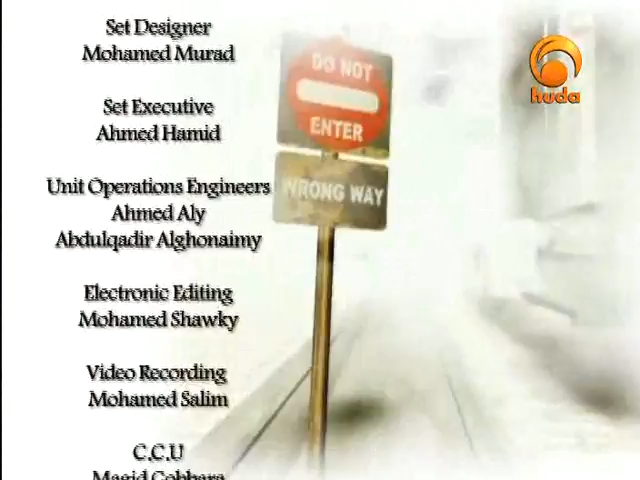 Set Designer
Mohamed Murad
Set Executive
Ahmed Hamid
Unit Operations Engineers
Ahmed Aly
Abdulqadir Alghonaimy
Electronic Editing
Mohamed Shawky
Video Recording
Mohamed Salim
C.C.U
DO NOT
ENTER
WRONG WAY
huda